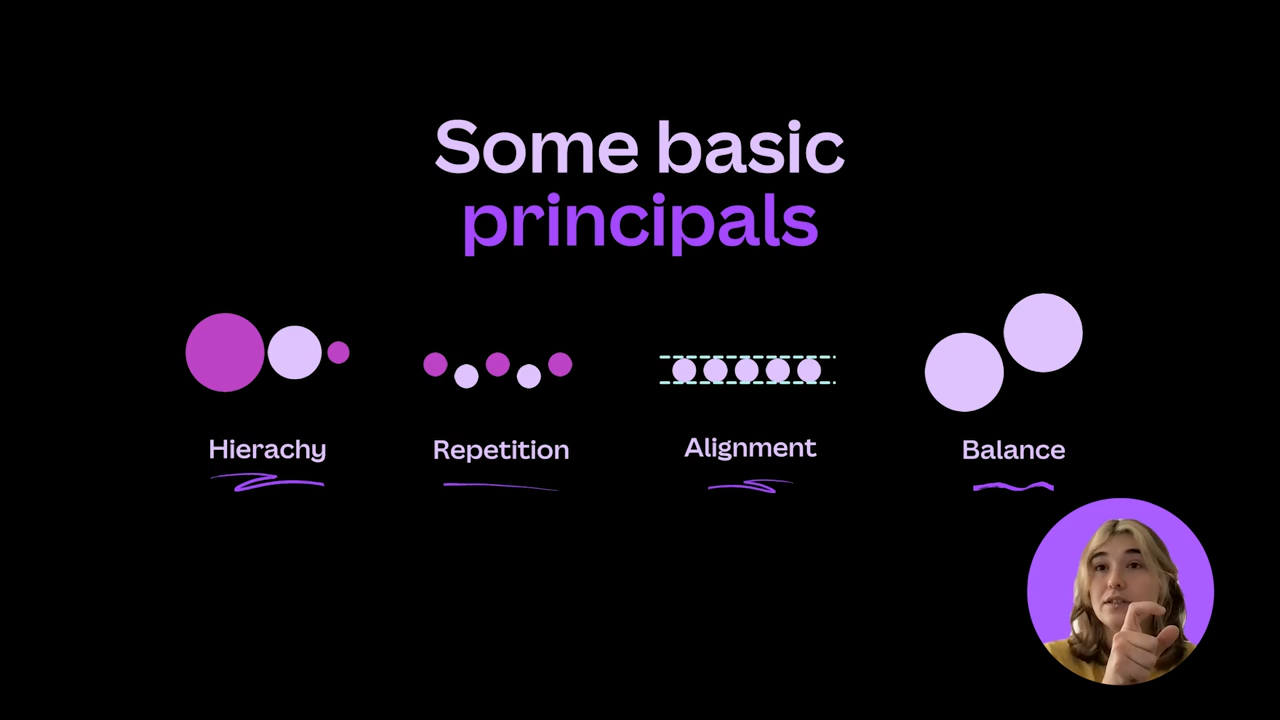 Some basic
principals
Hierachy
Repetition
Alignment
Balance